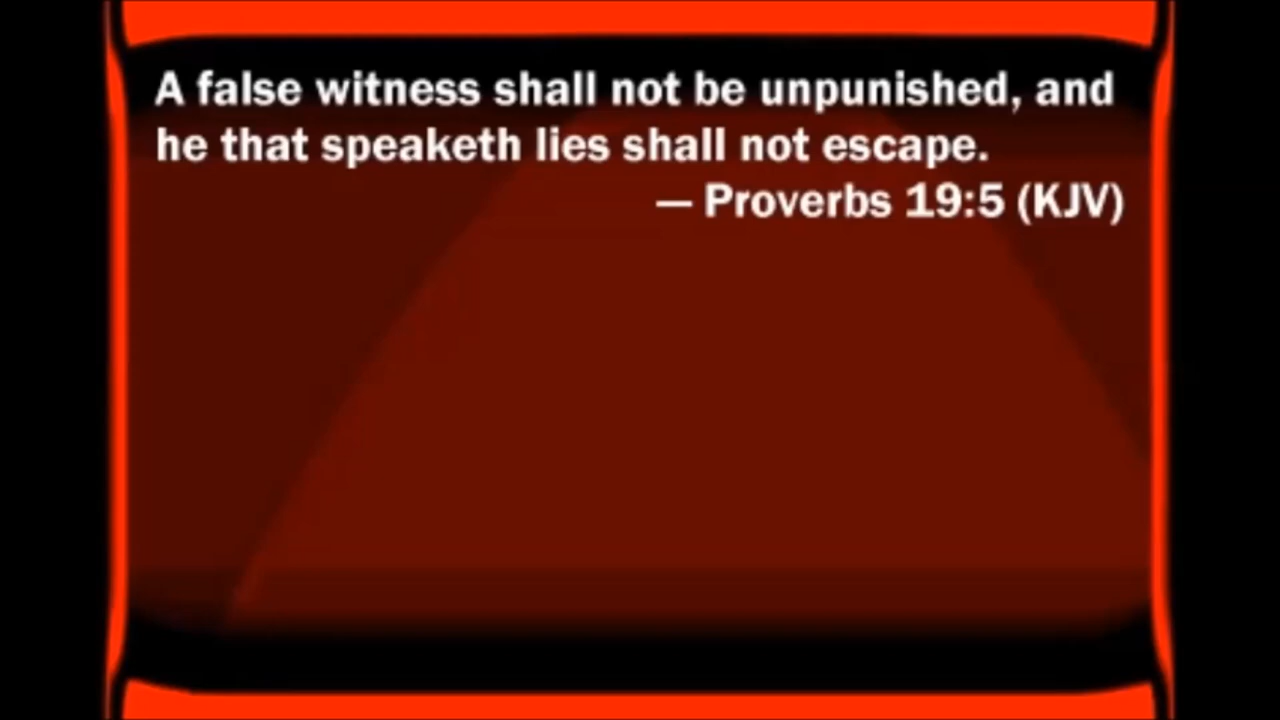 A false witness shall not be unpunished, and
he that speaketh lies shall not escape.
— Proverbs 19:5 (KJV)